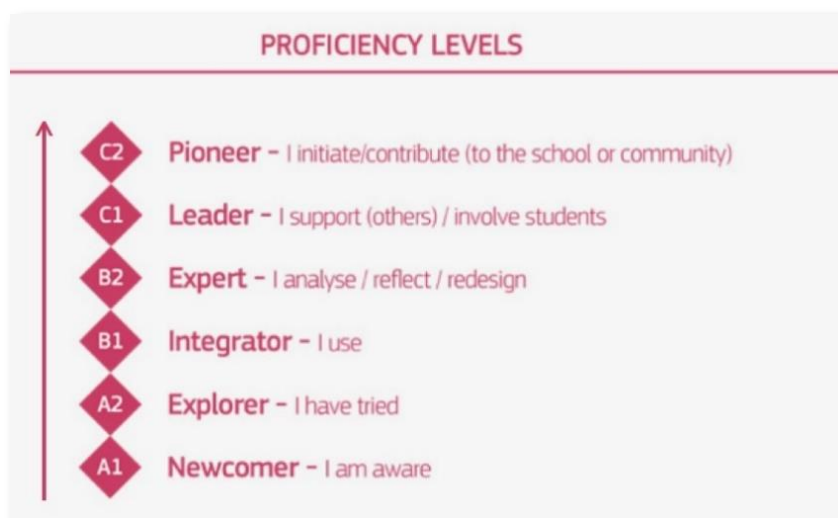 PROFICIENCY LEVELS
C2 Pioneer – I initiate/contribute (to the school or community)
C1 Leader – I support (others) / involve students
B2 Expert – I analyse / reflect / redesign
B1 Integrator – I use
A2 Explorer – I have tried
A1 Newcomer – I am aware